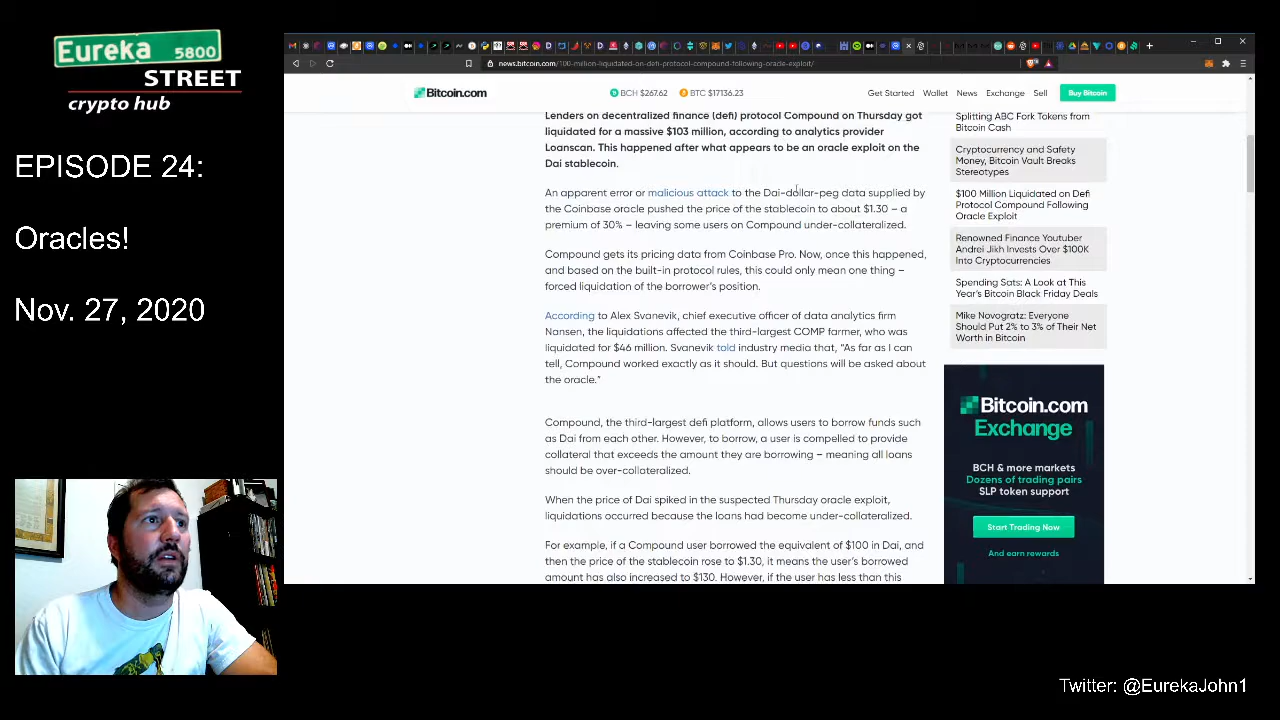 Eureka 5800
STREET
crypto hub
EPISODE 24:
Oracles!
Nov. 27, 2020
news.bitcoin.com/100-million-liquidated-on-defi-protocol-compound-following-oracle-exploit/
Bitcoin.com
BCH $267.62
BTC $17136.23
Get Started Wallet News Exchange Sell Buy Bitcoin
Lenders on decentralized finance (defi) protocol Compound on Thursday got
liquidated for a massive $103 million, according to analytics provider
Loanscan. This happened after what appears to be an oracle exploit on the
Dai stablecoin.
An apparent error or malicious attack to the Dai-dollar-peg data supplied by
the Coinbase oracle pushed the price of the stablecoin to about $1.30 – a
premium of 30% – leaving some users on Compound under-collateralized.
Compound gets its pricing data from Coinbase Pro. Now, once this happened,
and based on the built-in protocol rules, this could only mean one thing –
forced liquidation of the borrower's position.
According to Alex Svanevik, chief executive officer of data analytics firm
Nansen, the liquidations affected the third-largest COMP farmer, who was
liquidated for $46 million. Svanevik told industry media that, "As far as I can
tell, Compound worked exactly as it should. But questions will be asked about
the oracle."
Compound, the third-largest defi platform, allows users to borrow funds such
as Dai from each other. However, to borrow, a user is compelled to provide
collateral that exceeds the amount they are borrowing – meaning all loans
should be over-collateralized.
When the price of Dai spiked in the suspected Thursday oracle exploit,
liquidations occurred because the loans had become under-collateralized.
For example, if a Compound user borrowed the equivalent of $100 in Dai, and
then the price of the stablecoin rose to $1.30, it means the user's borrowed
amount has also increased to $130. However, if the user has less than this
Splitting ABC Fork Tokens from
Bitcoin Cash
Cryptocurrency and Safety
Money, Bitcoin Vault Breaks
Stereotypes
$100 Million Liquidated on Defi
Protocol Compound Following
Oracle Exploit
Renowned Finance Youtuber
Andrei Jikh Invests Over $100K
Into Cryptocurrencies
Spending Sats: A Look at This
Year's Bitcoin Black Friday Deals
Mike Novogratz: Everyone
Should Put 2% to 3% of Their Net
Worth in Bitcoin
Bitcoin.com
Exchange
BCH & more markets
Dozens of trading pairs
SLP token support
Start Trading Now
And earn rewards
Twitter: @EurekaJohn1